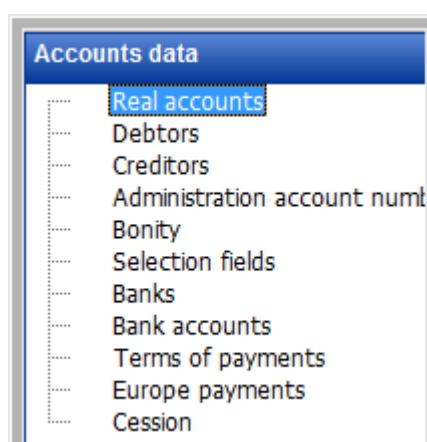 Accounts data
Real accounts
Debtors
Creditors
Administration account
Bonity
Selection fields
Banks
Bank accounts
Terms of payments
Europe payments
Cession